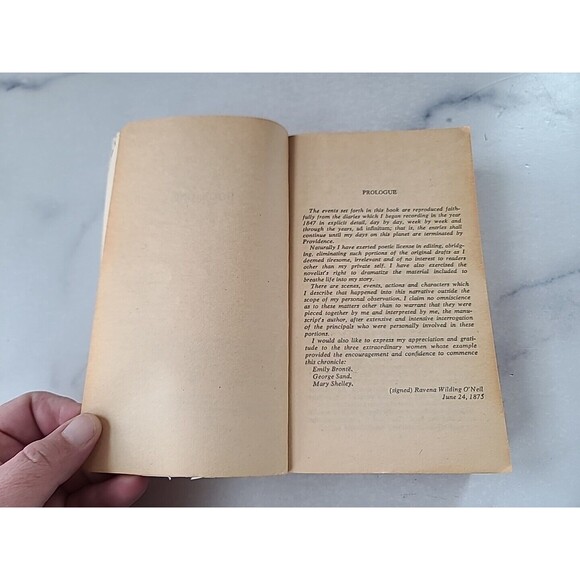 PROLOGUE
The events set forth in this book are reproduced faith-
fully from the diaries which I began recording in the year
1847 in explicit detail, day by day, week by week and
through the years, ad infinitum; that is, the entries shall
continue until my days on this planet are terminated by
Providence.
Naturally I have exerted poetic license in editing, abridg-
ing, eliminating such portions of the original drafts as I
deemed tiresome, irrelevant and of no interest to readers
other than my private self. I have also exercised the
novelist's right to dramatize the material included to
breathe life into my story.
There are scenes, events, actions and characters which I
describe that happened into this narrative outside the
scope of my personal observation. I claim no omniscience
as to these matters other than to warrant that they were
pieced together by me and interpreted by me, the manu-
script's author, after extensive and intensive interrogation
of the principals who were personally involved in these
portions.
I would also like to express my appreciation and grati-
tude to the three extraordinary women whose example
provided the encouragement and confidence to commence
this chronicle:
Emily Brontë,
George Sand,
Mary Shelley,
(signed) Ravena Wilding O'Neil
June 24, 1875